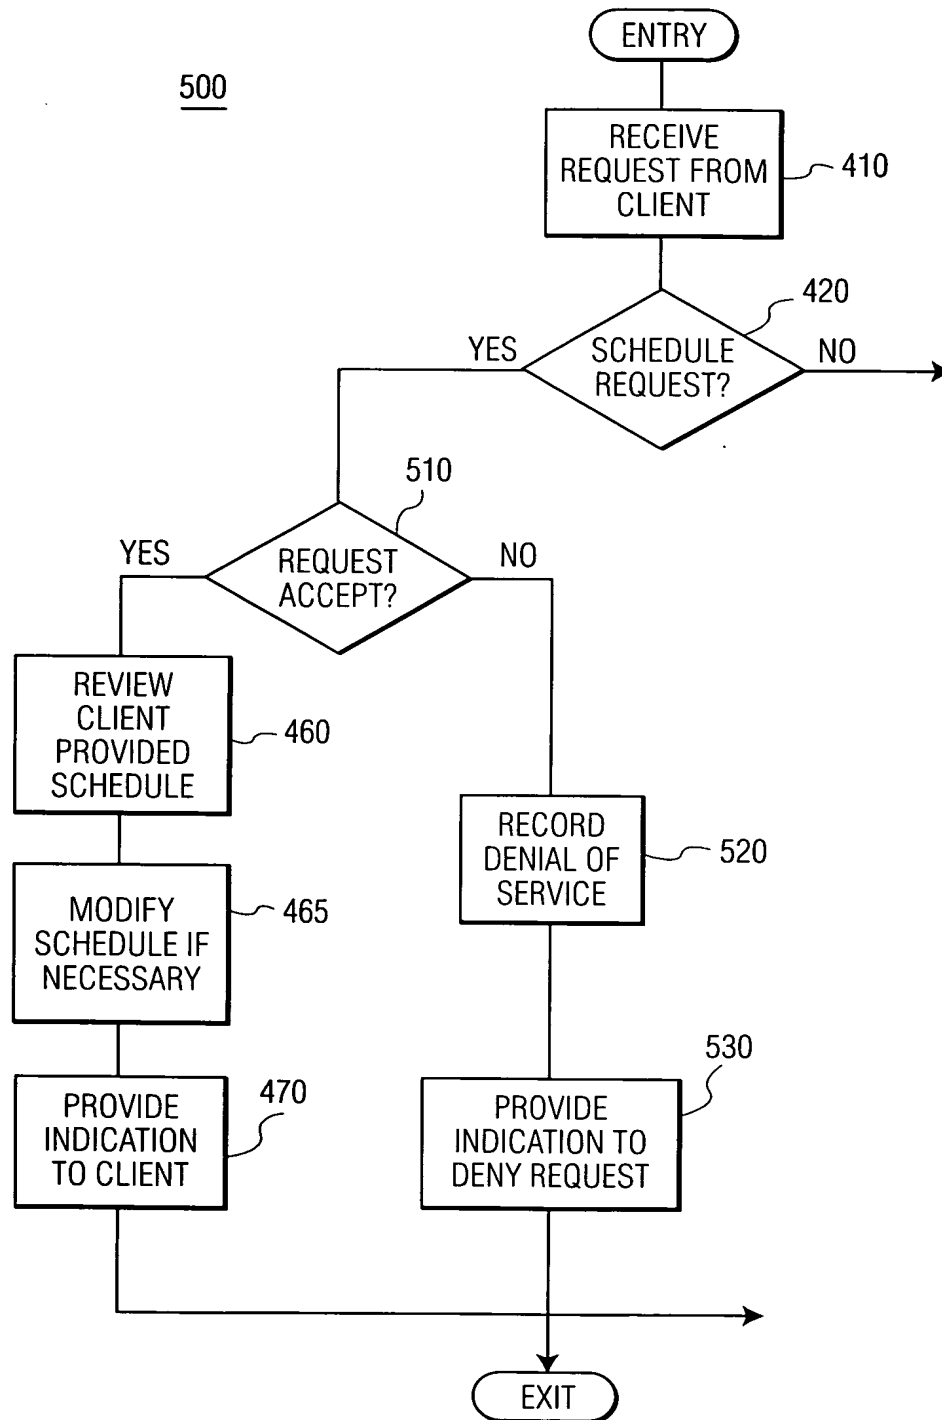 ENTRY
500
RECEIVE
REQUEST FROM
CLIENT
410
420
YES
SCHEDULE
REQUEST?
NO
510
YES
REQUEST
ACCEPT?
NO
REVIEW
CLIENT
PROVIDED
SCHEDULE
460
RECORD
DENIAL OF
SERVICE
520
MODIFY
SCHEDULE IF
NECESSARY
465
530
PROVIDE
INDICATION
TO CLIENT
470
PROVIDE
INDICATION TO
DENY REQUEST
EXIT